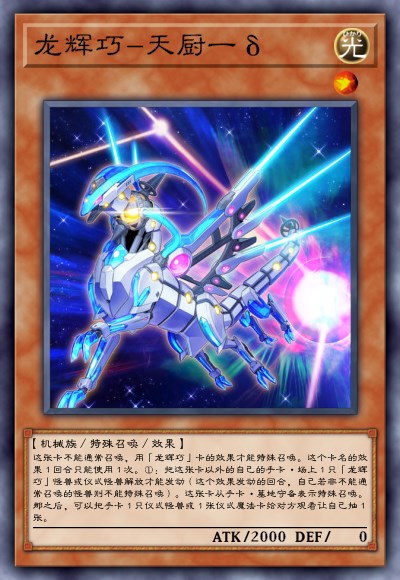 龙辉巧-天厨一δ
ひかり
光
【机械族/特殊召唤/效果】
这张卡不能通常召唤，用「龙辉巧」卡的效果才能特殊召唤。这个卡名的效
果1回合只能使用1次。①：把这张卡以外的自己的手卡·场上1只「龙辉
巧」怪兽或仪式怪兽解放才能发动（这个效果发动的回合，自己若非不能通
常召唤的怪兽则不能特殊召唤）。这张卡从手卡·墓地守备表示特殊召唤。
那之后，可以把手卡1只仪式怪兽或1张仪式魔法卡给对方观看让自己抽1
张。
ATK/2000 DEF/ 0